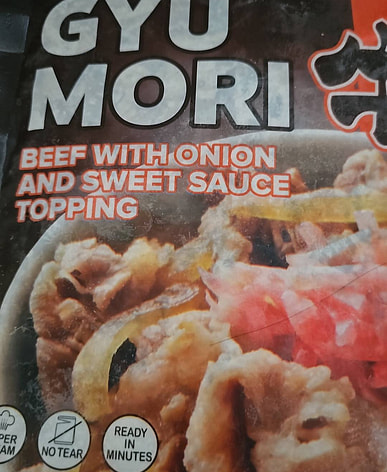 GYU
MORI
BEEF WITH ONION
AND SWEET SAUCE
TOPPING
NO TEAR
READY
IN
MINUTES